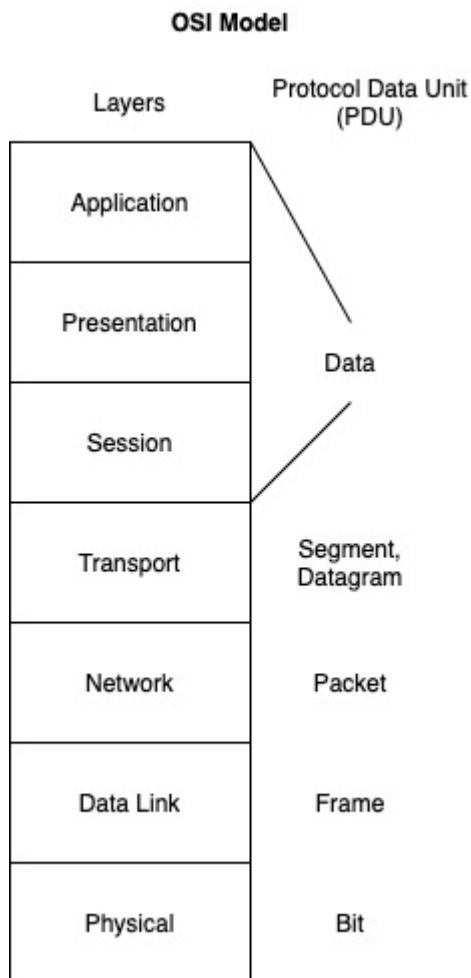 OSI Model
Layers
Protocol Data Unit
(PDU)
Application
Presentation
Data
Session
Transport
Segment,
Datagram
Network
Packet
Data Link
Frame
Physical
Bit